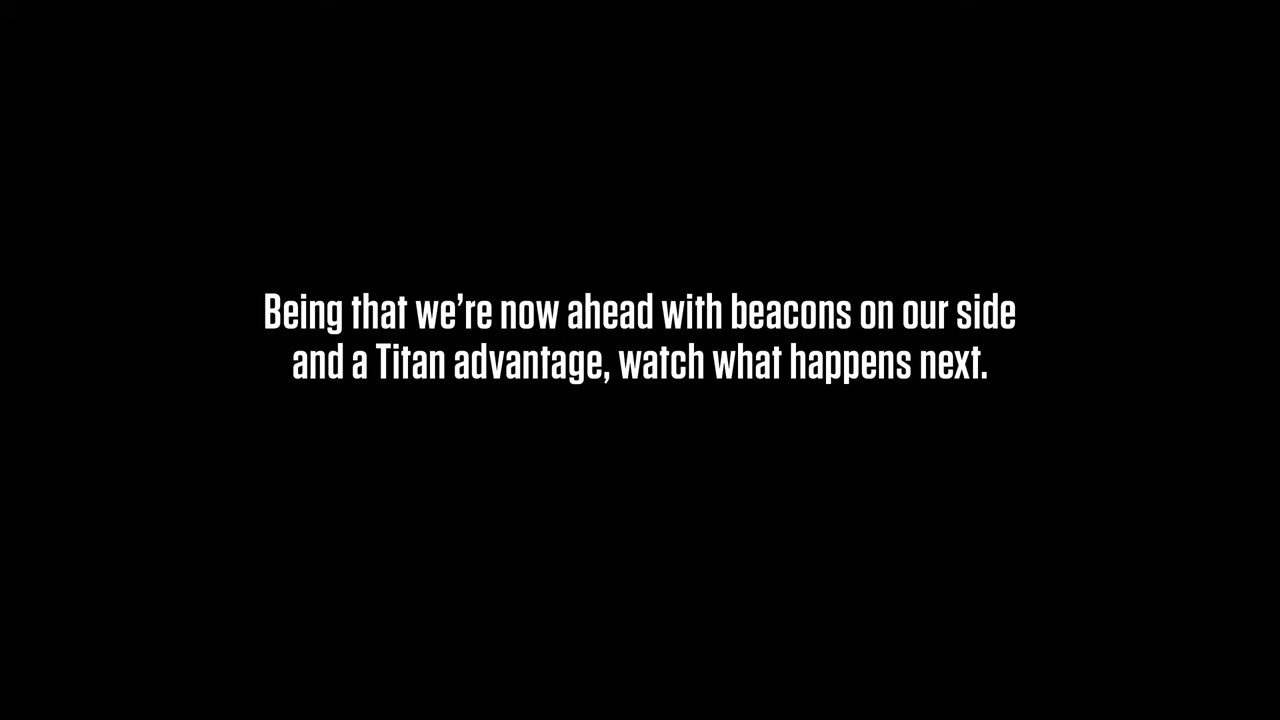 Being that we’re now ahead with beacons on our side
and a Titan advantage, watch what happens next.